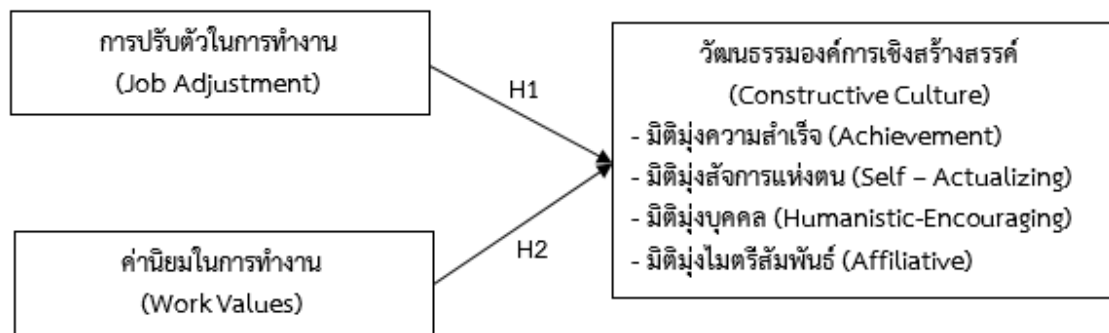 การปรับตัวในการทำงาน
(Job Adjustment)
H1
ค่านิยมในการทำงาน
(Work Values)
H2
วัฒนธรรมองค์การเชิงสร้างสรรค์
(Constructive Culture)
- มิติมุ่งความสำเร็จ (Achievement)
- มิติมุ่งสัจการแห่งตน (Self – Actualizing)
- มิติมุ่งบุคคล (Humanistic-Encouraging)
- มิติมุ่งไมตรีสัมพันธ์ (Affiliative)